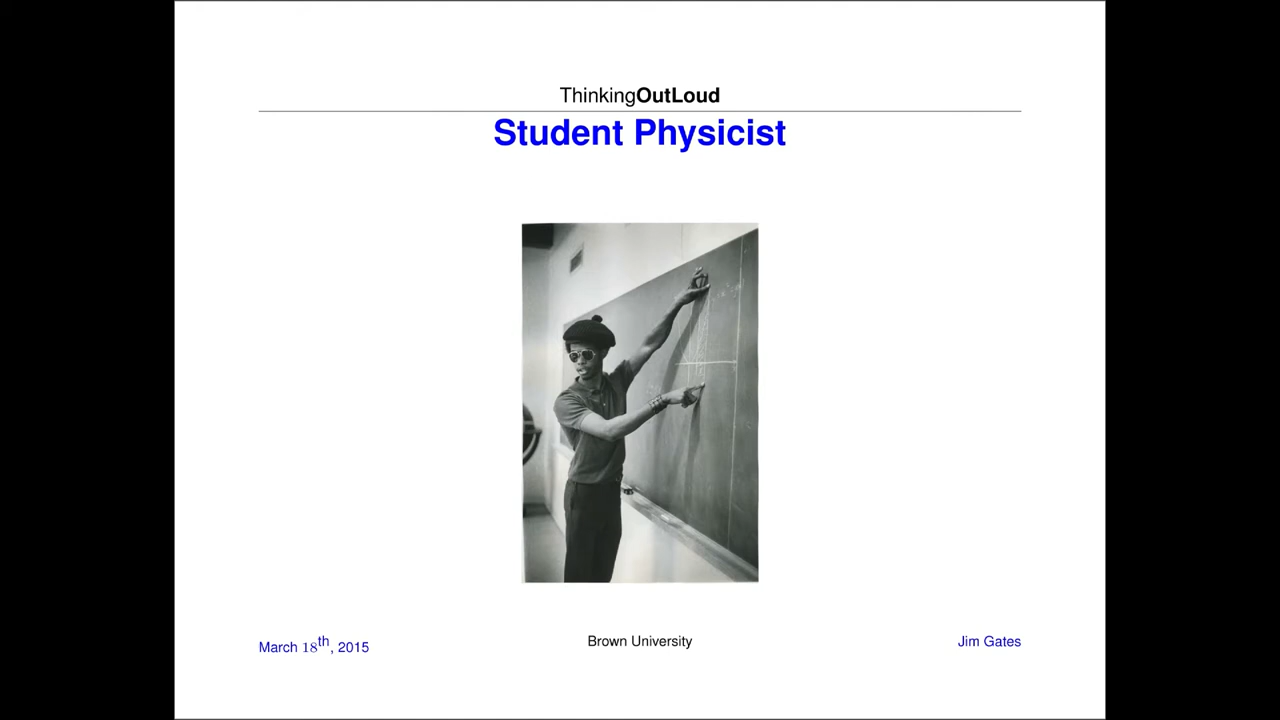 ThinkingOutLoud
Student Physicist
March 18th, 2015
Brown University
Jim Gates